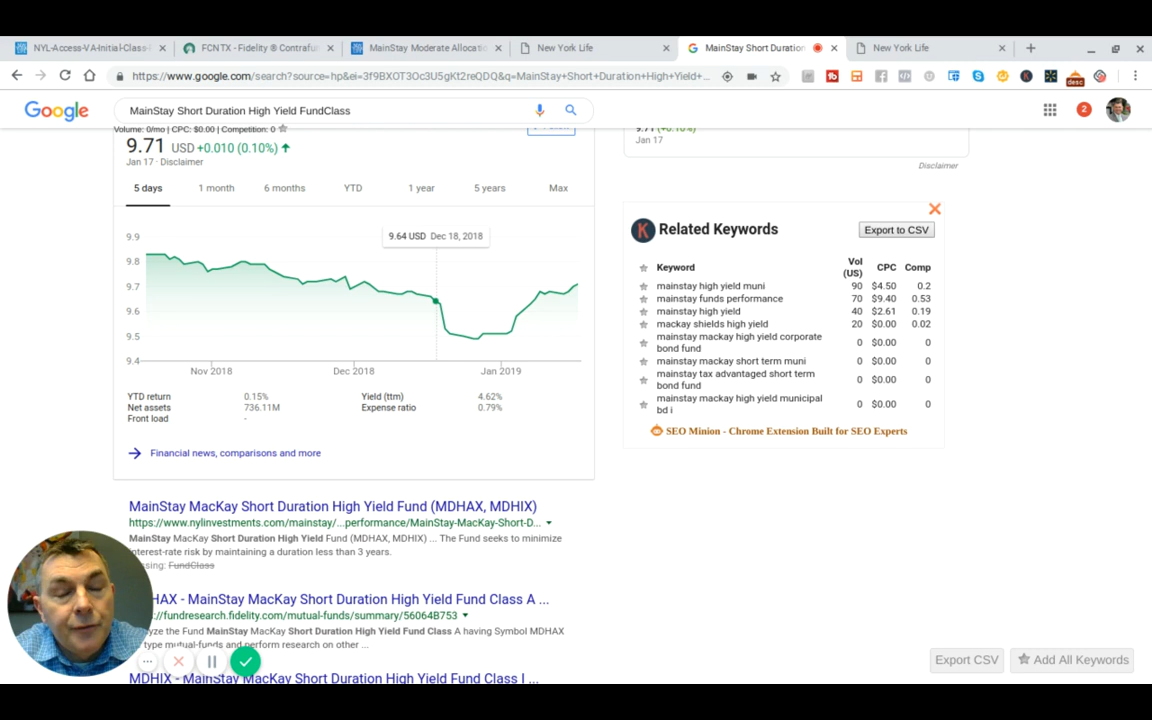 NYL-Access-VA-Initial-Class-
FCNTX - Fidelity ® Contrafu
MainStay Moderate Allocatio
New York Life
MainStay Short Duration
New York Life
https://www.google.com/search?source=hp&ei=3f9BXOT3Oc3U5gKt2reQDQ&q=MainStay+Short+Duration+High+Yield+...
desc
Google
MainStay Short Duration High Yield FundClass
2
Volume: 0/mo | CPC: $0.00 | Competition: 0
9.71 USD +0.010 (0.10%)
Jan 17 · Disclaimer
5 days
1 month
6 months
YTD
1 year
5 years
Max
9.64 USD Dec 18, 2018
9.9
9.8
9.7
9.6
9.5
9.4
Nov 2018
Dec 2018
Jan 2019
YTD return 0.15% Yield (ttm) 4.62%
Net assets 736.11M Expense ratio 0.79%
Front load -
Financial news, comparisons and more
MainStay MacKay Short Duration High Yield Fund (MDHAX, MDHIX)
https://www.nylinvestments.com/mainstay/...performance/MainStay-MacKay-Short-D...
MainStay MacKay Short Duration High Yield Fund (MDHAX, MDHIX) ... The Fund seeks to minimize
interest-rate risk by maintaining a duration less than 3 years.
ssing: FundClass
HAX - MainStay MacKay Short Duration High Yield Fund Class A ...
://fundresearch.fidelity.com/mutual-funds/summary/56064B753
yze the Fund MainStay MacKay Short Duration High Yield Fund Class A having Symbol MDHAX
type mutual-funds and perform research on other ...
MDHIX - MainStay MacKay Short Duration High Yield Fund Class I ...
9.71 (+0.10%)
Jan 17
Disclaimer
K Related Keywords
Export to CSV
Keyword Vol (US) CPC Comp
mainstay high yield muni 90 $4.50 0.2
mainstay funds performance 70 $9.40 0.53
mainstay high yield 40 $2.61 0.19
mackay shields high yield 20 $0.00 0.02
mainstay mackay high yield corporate
bond fund 0 $0.00 0
mainstay mackay short term muni 0 $0.00 0
mainstay tax advantaged short term
bond fund 0 $0.00 0
mainstay mackay high yield municipal
bd i 0 $0.00 0
SEO Minion - Chrome Extension Built for SEO Experts
Export CSV
Add All Keywords